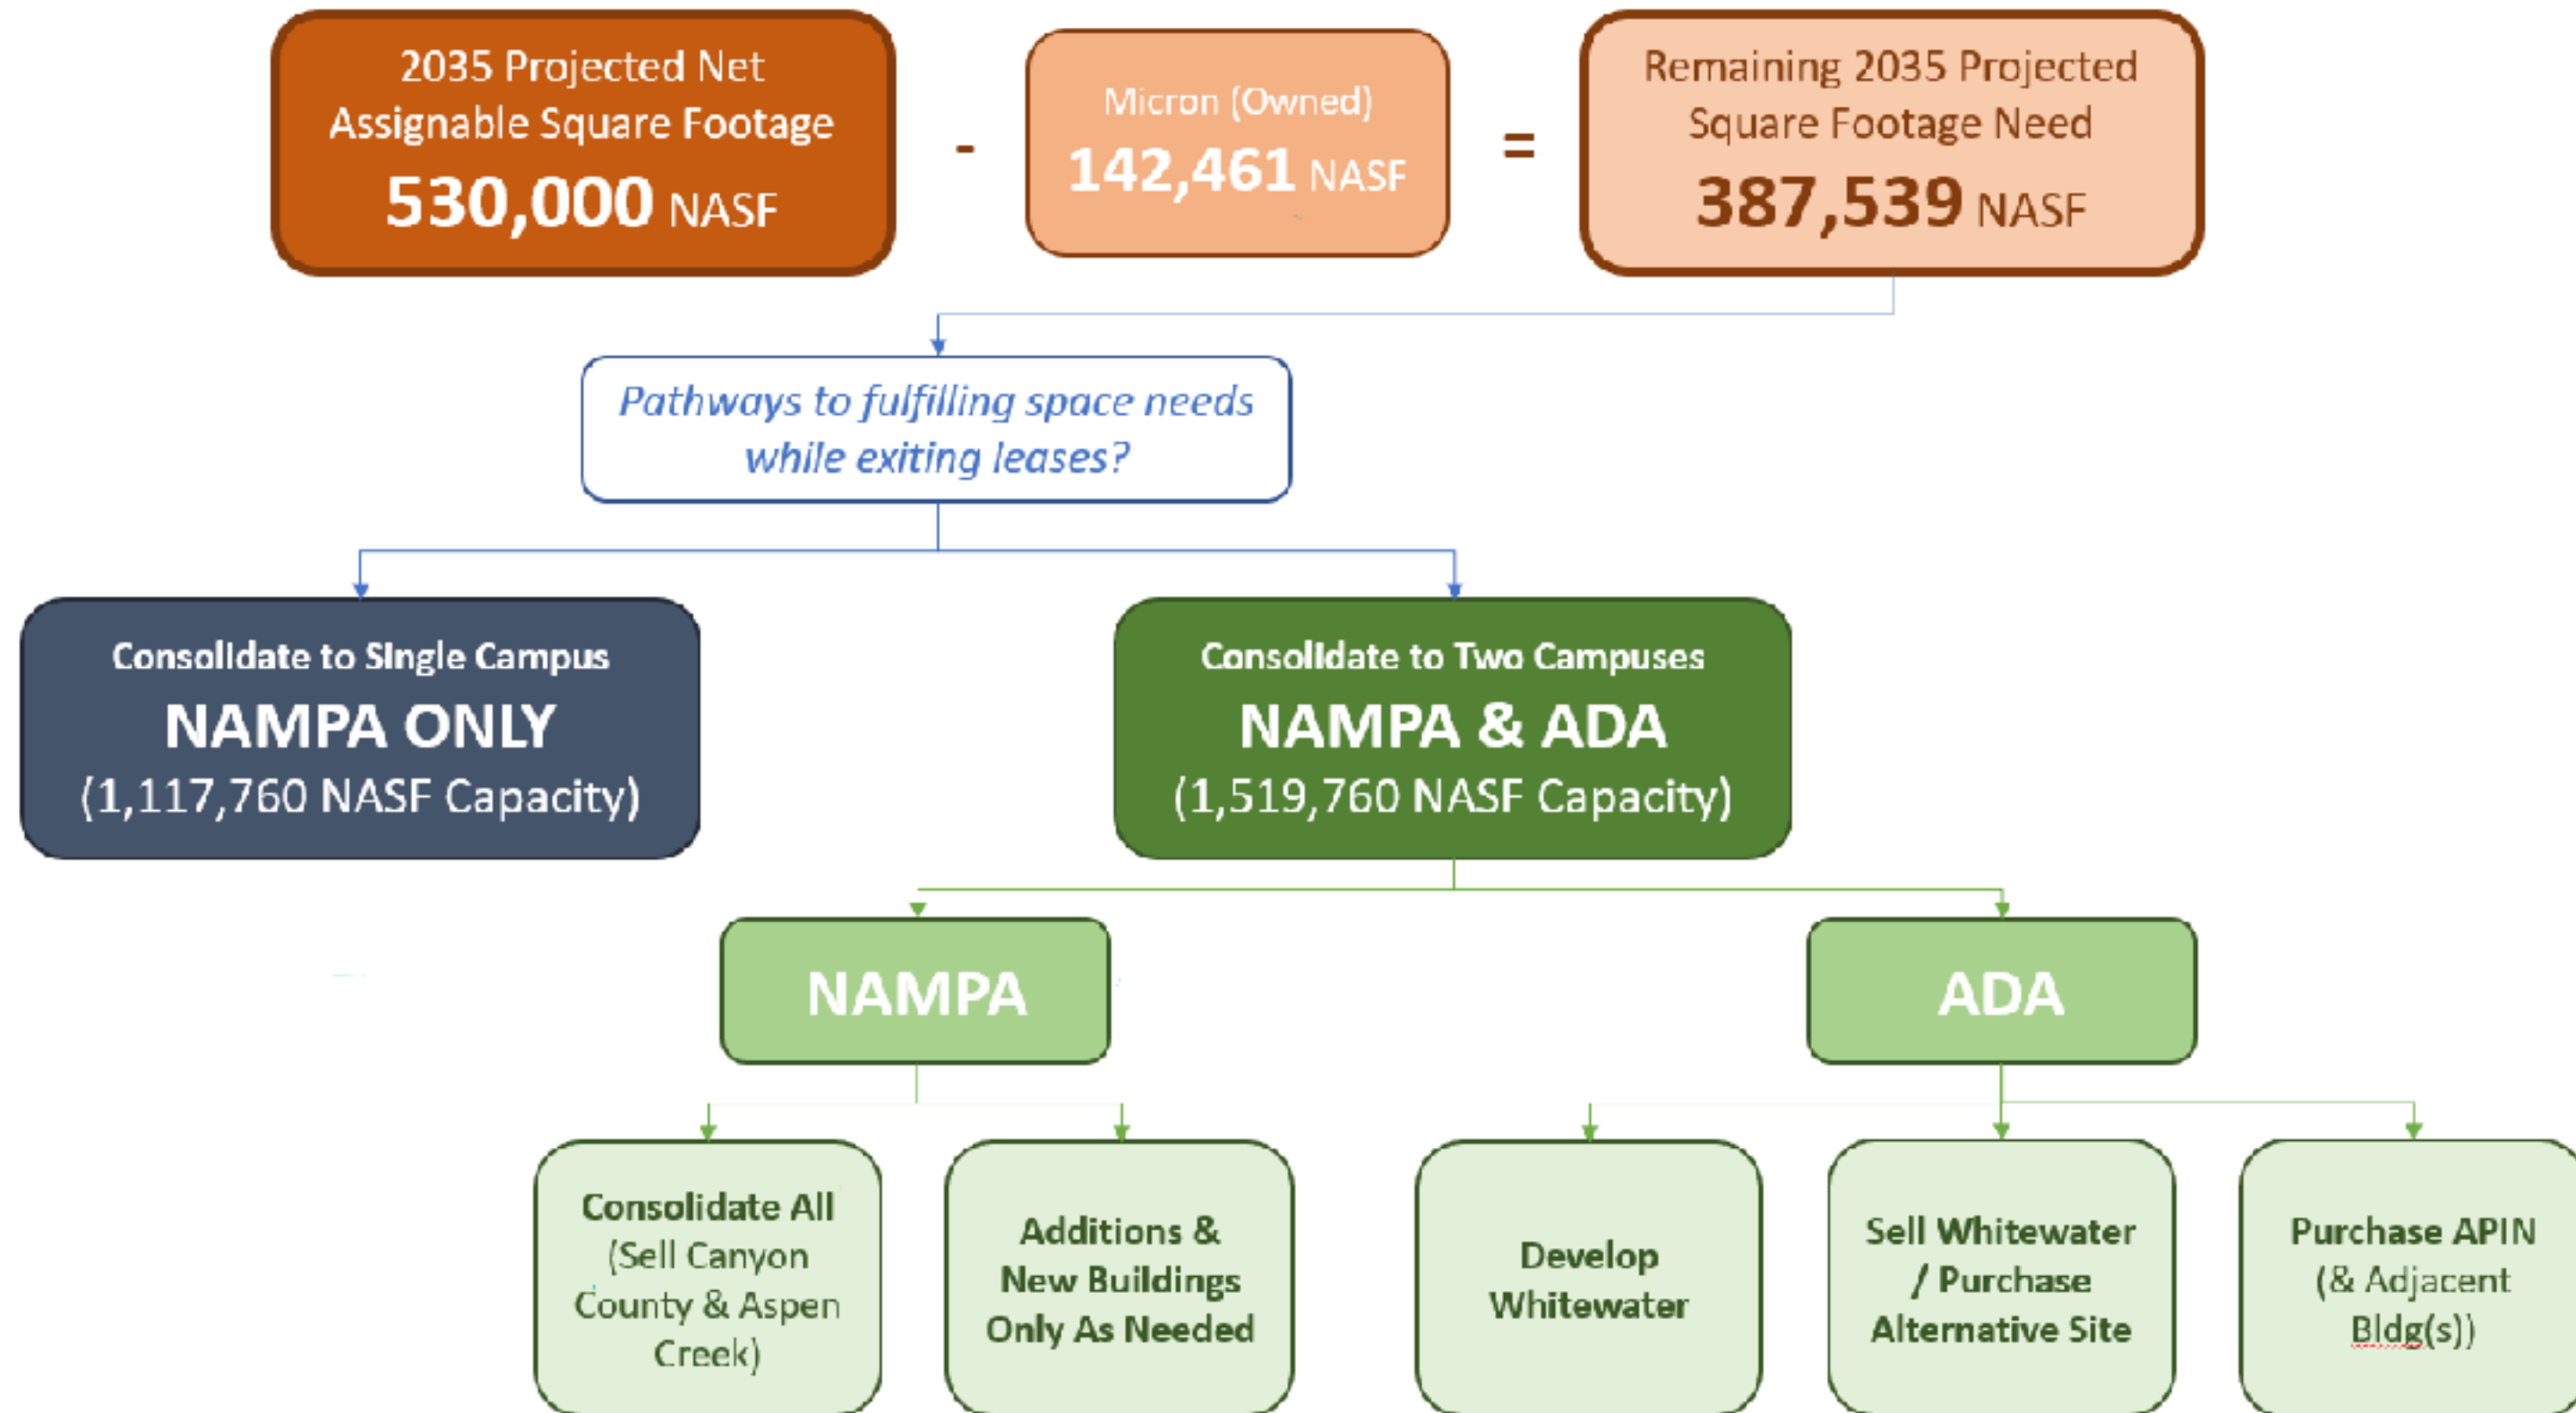 2035 Projected Net
Assignable Square Footage
530,000 NASF
-
Micron (Owned)
142,461 NASF
=
Remaining 2035 Projected
Square Footage Need
387,539 NASF
Pathways to fulfilling space needs
while exiting leases?
Consolidate to Single Campus
NAMPA ONLY
(1,117,760 NASF Capacity)
Consolidate to Two Campuses
NAMPA & ADA
(1,519,760 NASF Capacity)
NAMPA
ADA
Consolidate All
(Sell Canyon
County & Aspen
Creek)
Additions &
New Buildings
Only As Needed
Develop
Whitewater
Sell Whitewater
/ Purchase
Alternative Site
Purchase APIN
(& Adjacent
Bldg(s))